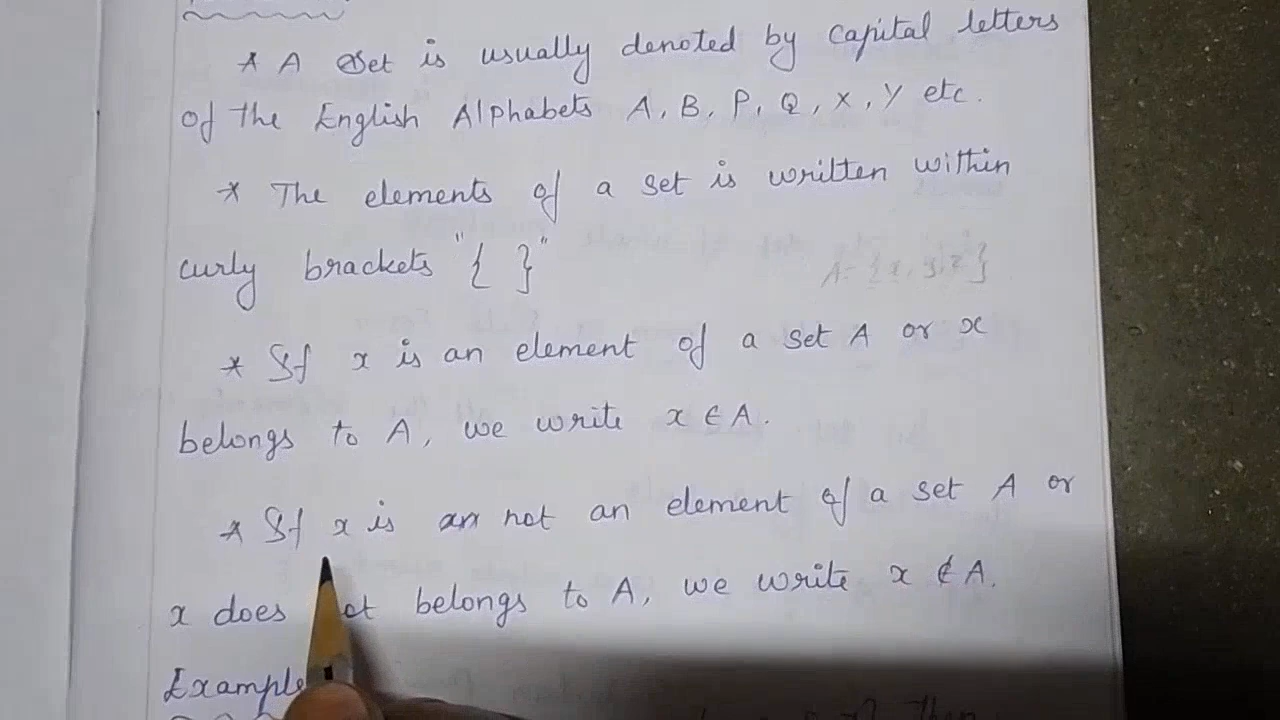 * A Set is usually denoted by capital letters
of the English Alphabets A, B, P, Q, X, Y etc.
* The elements of a set is written within
curly brackets "{ }"
A = {x, y, z}
* If x is an element of a set A or x
belongs to A, we write x ∈ A.
* If x is not an element of a set A or
x does not belongs to A, we write x ∉ A.
Example